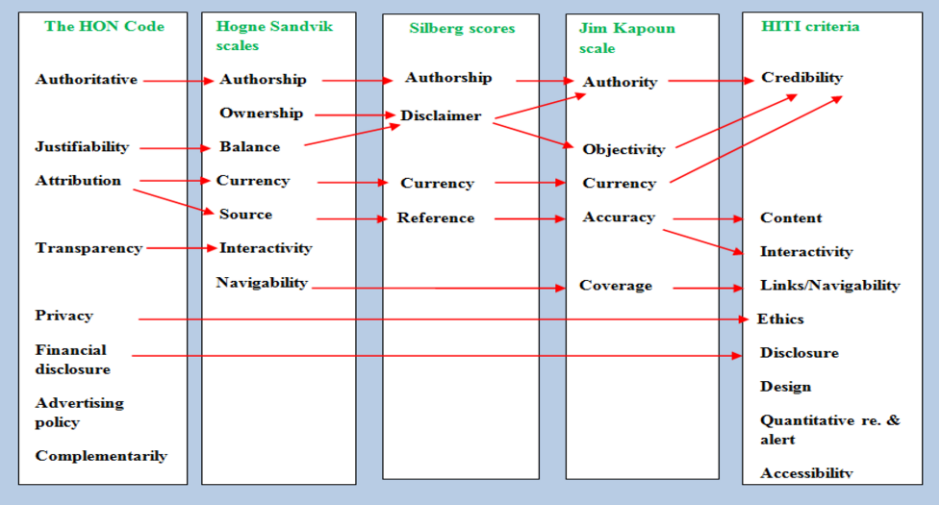 The HON Code
Authoritative
Justifiability
Attribution
Transparency
Privacy
Financial
disclosure
Advertising
policy
Complementarily
Hogne Sandvik
scales
Authorship
Ownership
Balance
Currency
Source
Interactivity
Navigability
Silberg scores
Authorship
Disclaimer
Currency
Reference
Jim Kapoun
scale
Authority
Objectivity
Currency
Accuracy
Coverage
HITI criteria
Credibility
Content
Interactivity
Links/Navigability
Ethics
Disclosure
Design
Quantitative re. &
alert
Accessibility